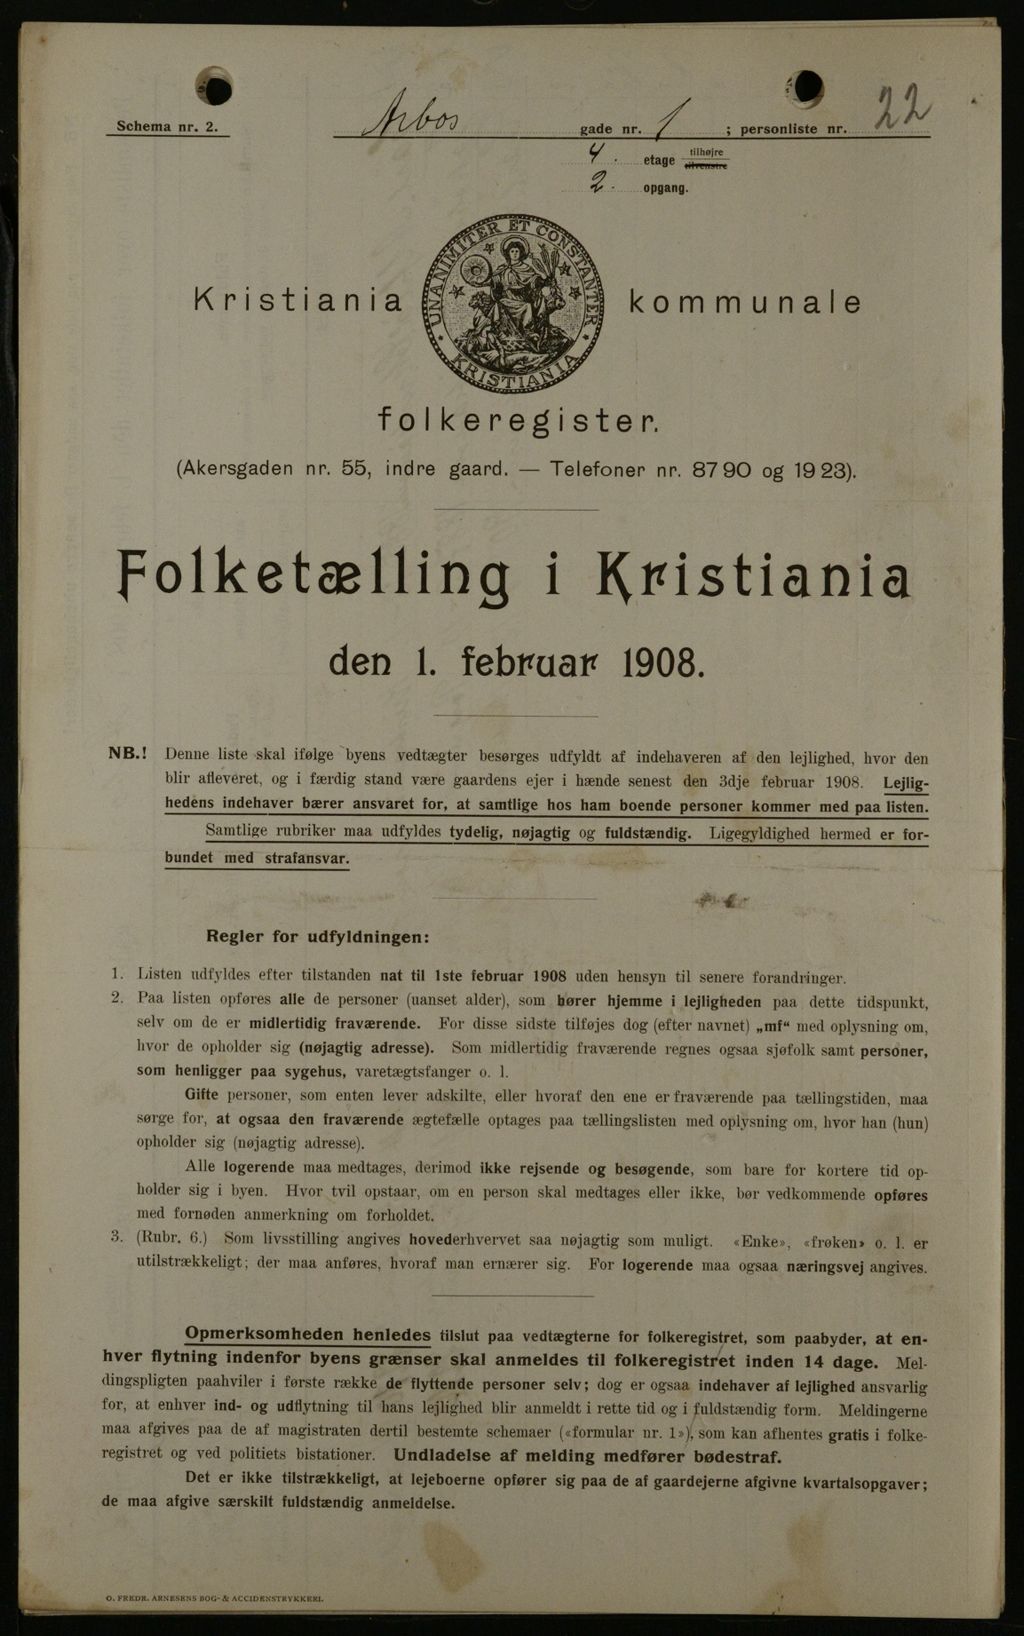 Schema nr. 2.
Arbos gade nr. 1 ; personliste nr. 22
4. etage tilhøjre
tilvenstre
2. opgang.
UNANIMITER ET CONSTANTER
KRISTIANIA
Kristiania kommunale
folkeregister.
(Akersgaden nr. 55, indre gaard. — Telefoner nr. 87 90 og 19 23).
Folketælling i Kristiania
den 1. februar 1908.
NB.! Denne liste skal ifølge byens vedtægter besørges udfyldt af indehaveren af den lejlighed, hvor den
blir afleveret, og i færdig stand være gaardens ejer i hænde senest den 3dje februar 1908. Lejlig-
hedens indehaver bærer ansvaret for, at samtlige hos ham boende personer kommer med paa listen.
Samtlige rubriker maa udfyldes tydelig, nøjagtig og fuldstændig. Ligegyldighed hermed er for-
bundet med strafansvar.
Regler for udfyldningen:
1. Listen udfyldes efter tilstanden nat til 1ste februar 1908 uden hensyn til senere forandringer.
2. Paa listen opføres alle de personer (uanset alder), som hører hjemme i lejligheden paa dette tidspunkt,
selv om de er midlertidig fraværende. For disse sidste tilføjes dog (efter navnet) „mf“ med oplysning om,
hvor de opholder sig (nøjagtig adresse). Som midlertidig fraværende regnes ogsaa sjøfolk samt personer,
som henligger paa sygehus, varetægtsfanger o. l.
Gifte personer, som enten lever adskilte, eller hvoraf den ene er fraværende paa tællingstiden, maa
sørge for, at ogsaa den fraværende ægtefælle optages paa tællingslisten med oplysning om, hvor han (hun)
opholder sig (nøjagtig adresse).
Alle logerende maa medtages, derimod ikke rejsende og besøgende, som bare for kortere tid op-
holder sig i byen. Hvor tvil opstaar, om en person skal medtages eller ikke, bør vedkommende opføres
med fornøden anmerkning om forholdet.
3. (Rubr. 6.) Som livsstilling angives hovederhvervet saa nøjagtig som muligt. «Enke», «frøken» o. l. er
utilstrækkeligt; der maa anføres, hvoraf man ernærer sig. For logerende maa ogsaa næringsvej angives.
Opmerksomheden henledes tilslut paa vedtægterne for folkeregistret, som paabyder, at en-
hver flytning indenfor byens grænser skal anmeldes til folkeregistret inden 14 dage. Mel-
dingspligten paahviler i første række de flyttende personer selv; dog er ogsaa indehaver af lejlighed ansvarlig
for, at enhver ind- og udflytning til hans lejlighed blir anmeldt i rette tid og i fuldstændig form. Meldingerne
maa afgives paa de af magistraten dertil bestemte schemaer («formular nr. 1»), som kan afhentes gratis i folke-
registret og ved politiets bistationer. Undladelse af melding medfører bødestraf.
Det er ikke tilstrækkeligt, at lejeboerne opfører sig paa de af gaardejerne afgivne kvartalsopgaver;
de maa afgive særskilt fuldstændig anmeldelse.
O. FREDR. ARNESENS BOG- & ACCIDENSTRYKKERI.